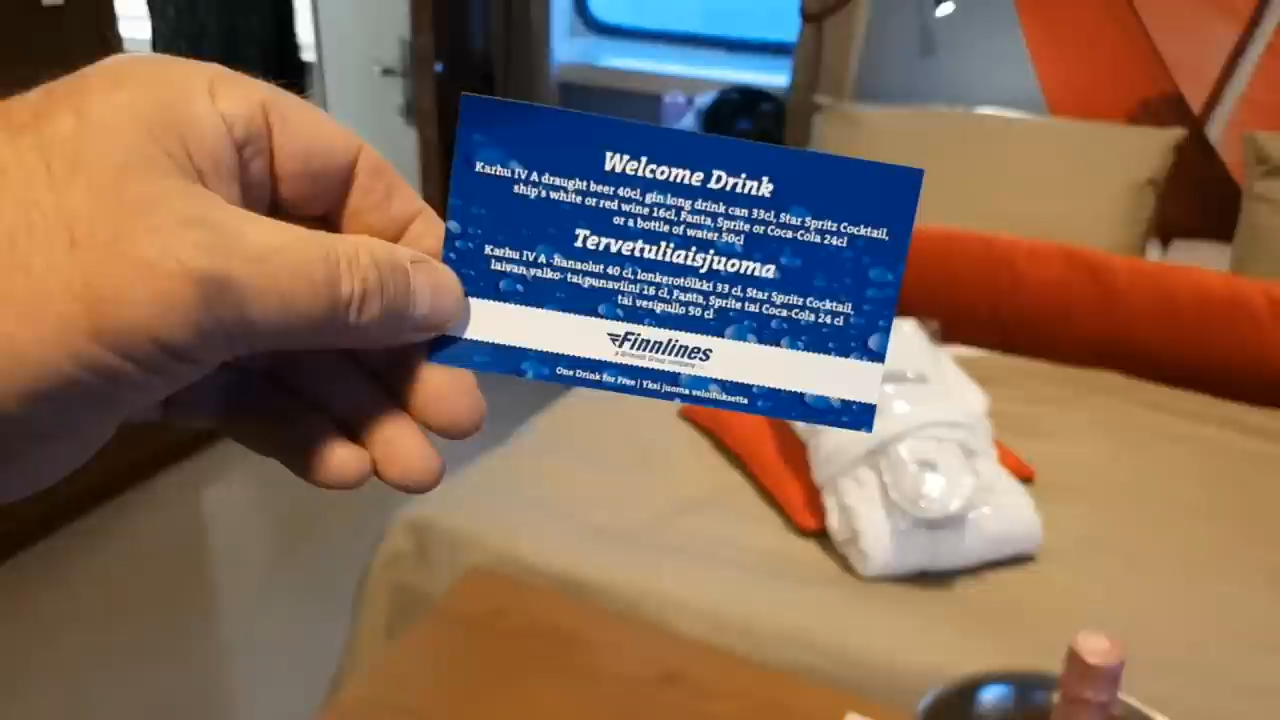 Welcome Drink
Karhu IV A draught beer 40cl, gin long drink can 33cl, Star Spritz Cocktail,
ship's white or red wine 16cl, Fanta, Sprite or Coca-Cola 24cl
or a bottle of water 50cl
Tervetuliaisjuoma
Karhu IV A -hanaolut 40 cl, lonkerotölkki 33 cl, Star Spritz Cocktail,
laivan valko- tai punaviini 16 cl, Fanta, Sprite tai Coca-Cola 24 cl
tai vesipullo 50 cl
Finnlines
a Grimaldi Group company
One Drink for Free | Yksi juoma veloituksetta